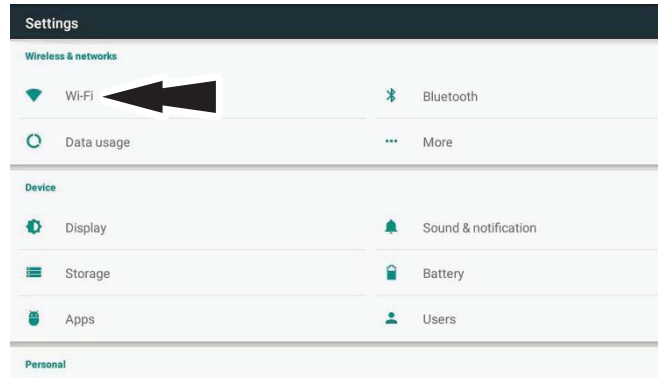 Settings
Wireless & networks
Wi-Fi
Bluetooth
Data usage
More
Device
Display
Sound & notification
Storage
Battery
Apps
Users
Personal